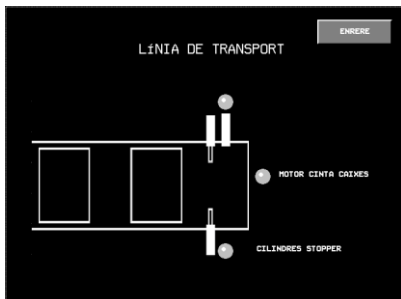 ENRERE
LíNIA DE TRANSPORT
MOTOR CINTA CAIXES
CILINDRES STOPPER